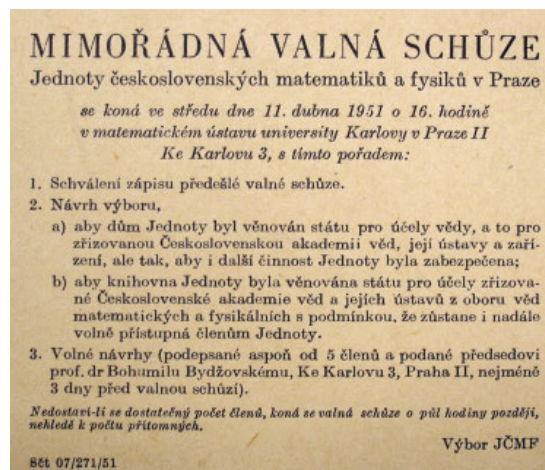 MIMOŘÁDNÁ VALNÁ SCHŮZE
Jednoty československých matematiků a fysiků v Praze
se koná ve středu dne 11. dubna 1951 o 16. hodině
v matematickém ústavu university Karlovy v Praze II
Ke Karlovu 3, s tímto pořadem:
1. Schválení zápisu předešlé valné schůze.
2. Návrh výboru,
a) aby dům Jednoty byl věnován státu pro účely vědy, a to pro
zřizovanou Československou akademii věd, její ústavy a zaří-
zení, ale tak, aby i další činnost Jednoty byla zabezpečena;
b) aby knihovna Jednoty byla věnována státu pro účely zřizova-
né Československé akademie věd a jejích ústavů z oboru věd
matematických a fysikálních s podmínkou, že zůstane i nadále
volně přístupná členům Jednoty.
3. Volné návrhy (podepsané aspoň od 5 členů a podané předsedovi
prof. dr Bohumilu Bydžovskému, Ke Karlovu 3, Praha II, nejméně
3 dny před valnou schůzí).
Nedostaví-li se dostatečný počet členů, koná se valná schůze o půl hodiny později,
nehledě k počtu přítomných.
Výbor JČMF
Sčt 07/271/51